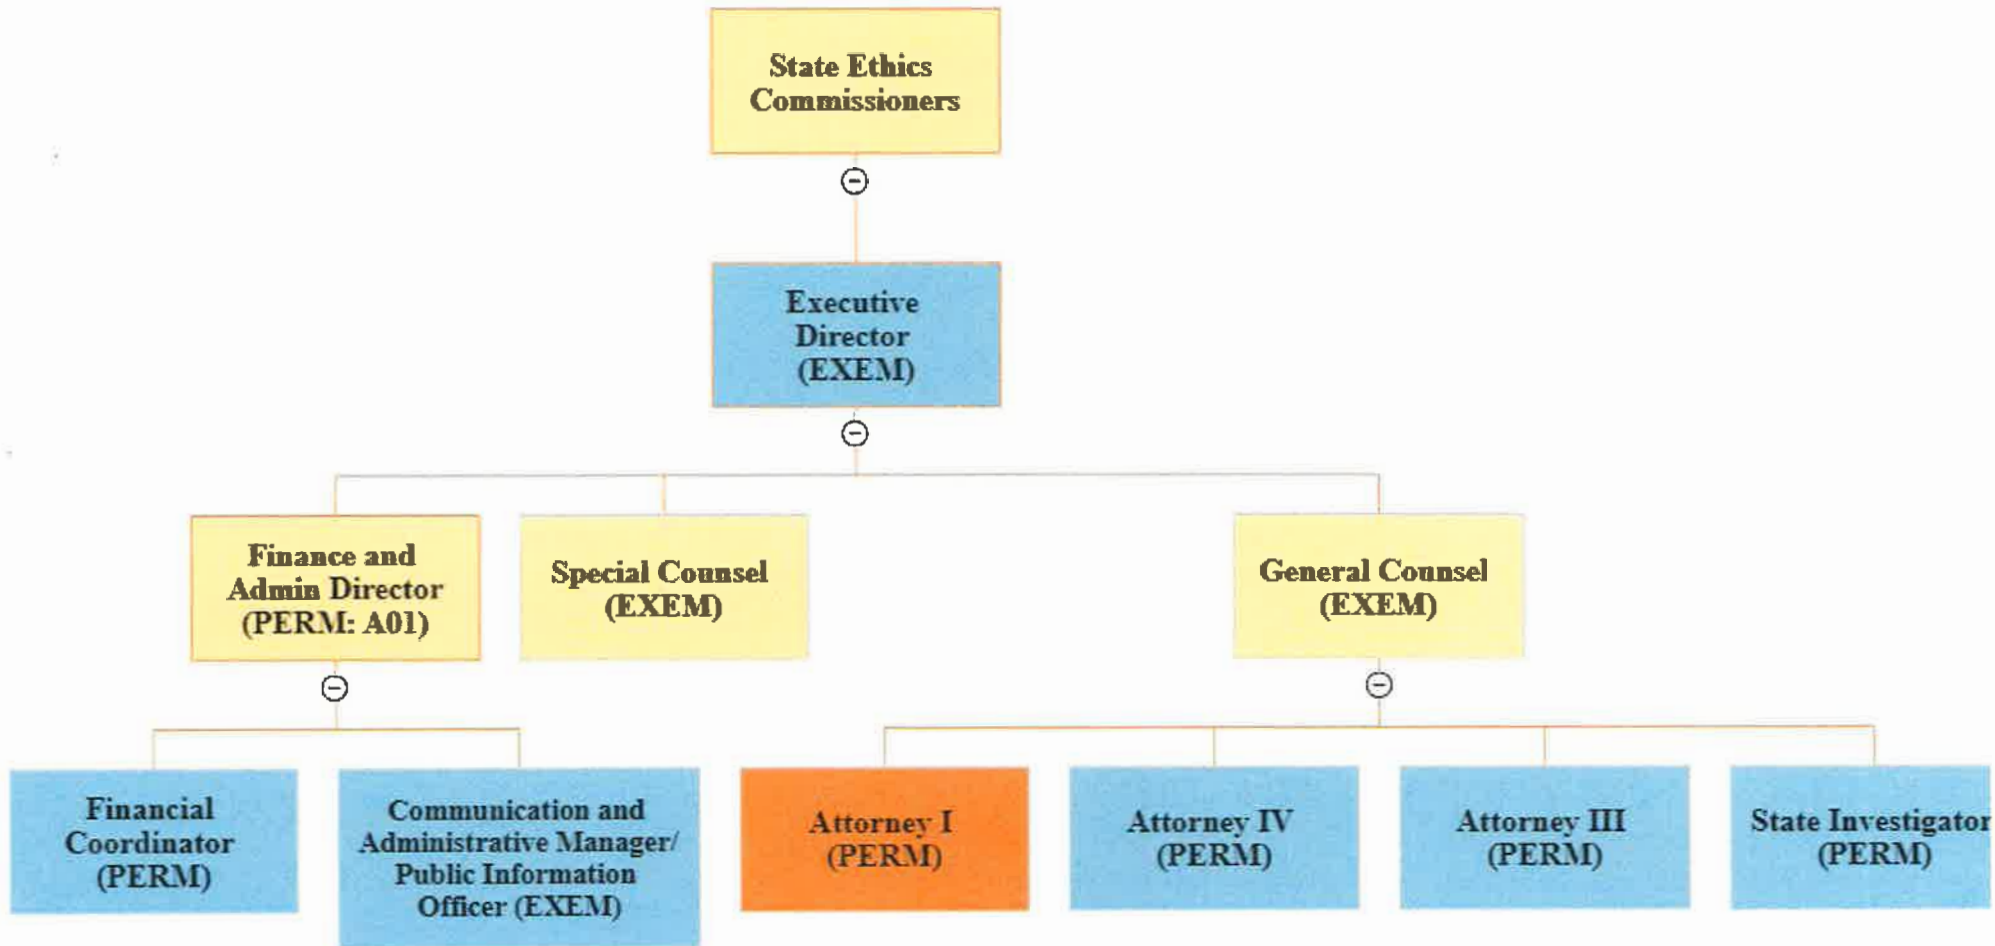 State Ethics
Commissioners
Executive
Director
(EXEM)
Finance and
Admin Director
(PERM: A01)
Special Counsel
(EXEM)
General Counsel
(EXEM)
Financial
Coordinator
(PERM)
Communication and
Administrative Manager/
Public Information
Officer (EXEM)
Attorney I
(PERM)
Attorney IV
(PERM)
Attorney III
(PERM)
State Investigator
(PERM)